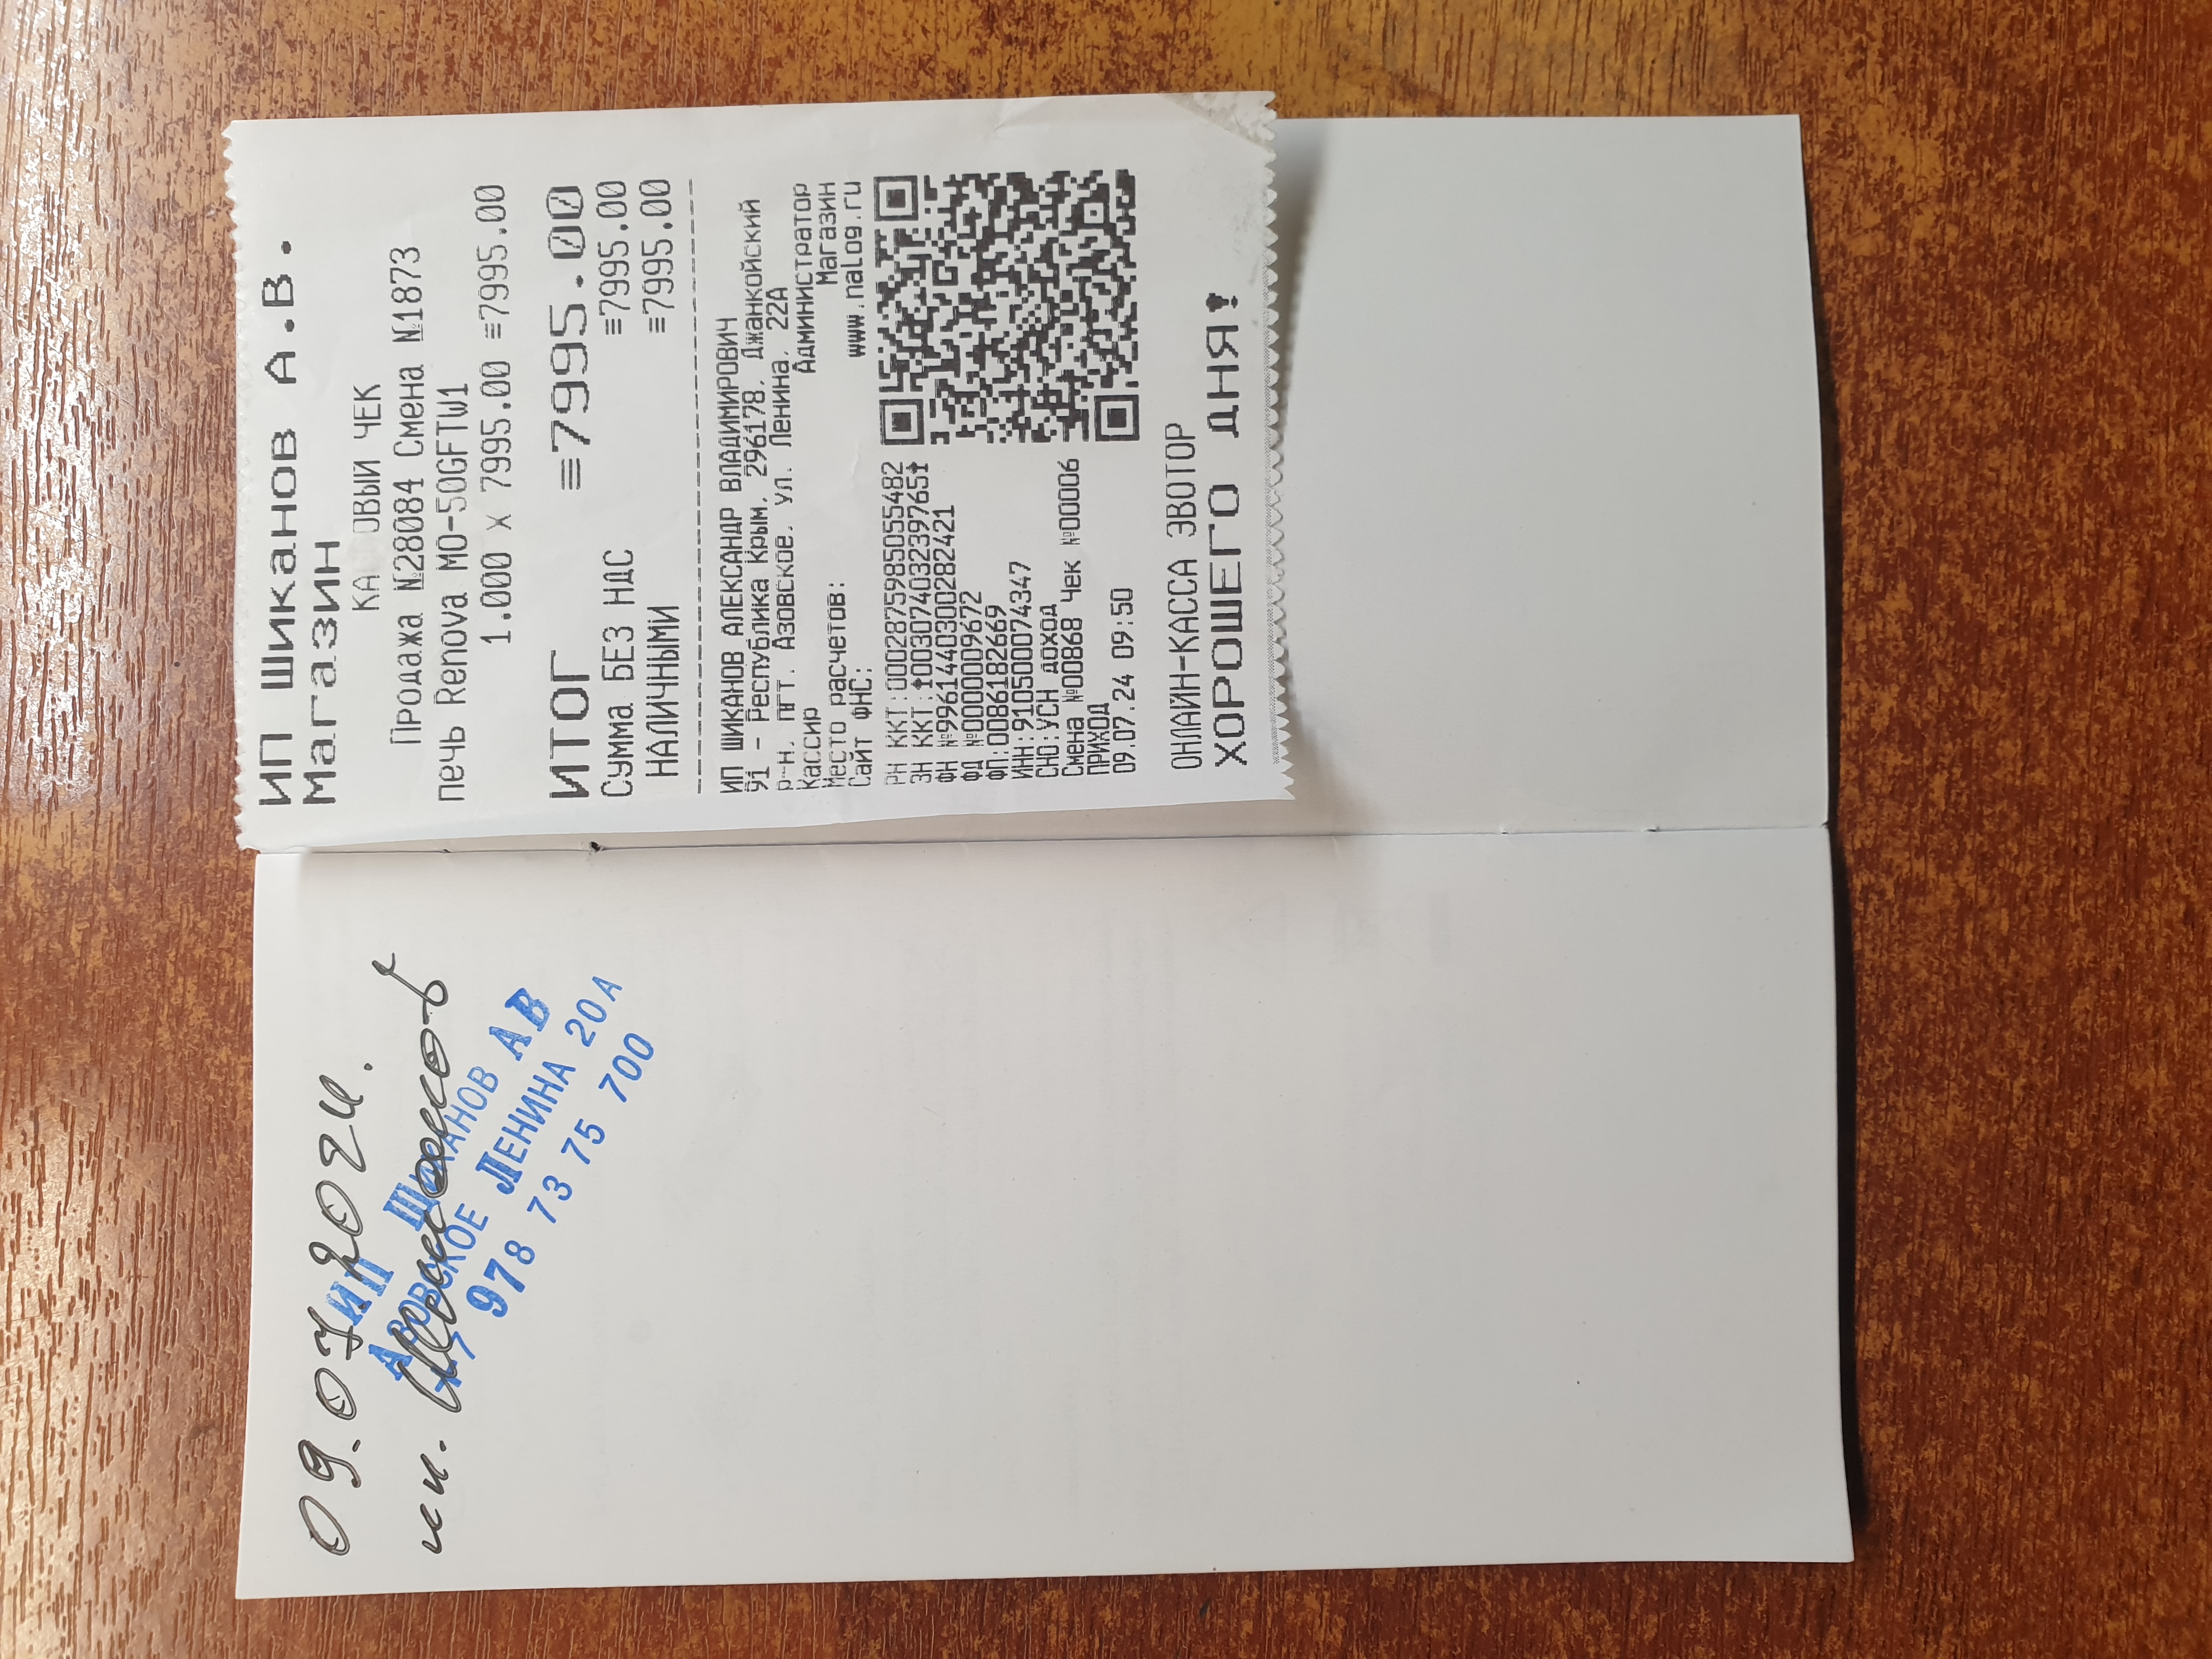 ИП Шиканов А.В.
Магазин
КА ОВЫЙ ЧЕК
Продажа №28084 Смена №1873
печь Renova MO-50GFTW1
1.000 X 7995.00 ≡7995.00
ИТОГ ≡7995.00
Сумма БЕЗ НДС ≡7995.00
НАЛИЧНЫМИ ≡7995.00
ИП ШИКАНОВ АЛЕКСАНДР ВЛАДИМИРОВИЧ
91 - Республика Крым, 296178, Джанкойский
р-н, пгт. Азовское, ул. Ленина, 22А
Кассир Администратор
Место расчетов: Магазин
Сайт ФНС: www.nalog.ru
РН ККТ:0002875985055482
ЗН ККТ:00307403239765
ФН №9961440300282421
ФД №0000009672
ФП:0086182669
ИНН:910500074347
СНО:УСН доход
Смена №00868 Чек №00006
ПРИХОД
09.07.24 09:50
ОНЛАЙН-КАССА ЭВОТОР
ХОРОШЕГО ДНЯ!
09.07.2024.
ИП Шиканов АВ
Азовское Ленина 20А
+7 978 73 75 700